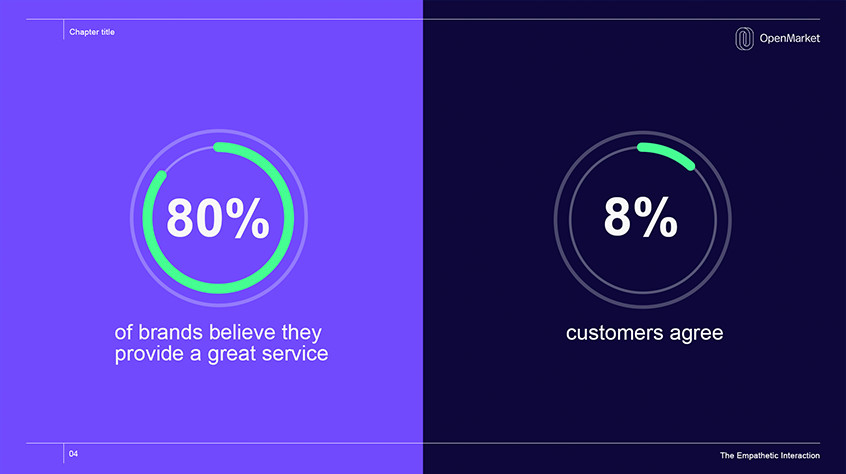 Chapter title
OpenMarket
80%
of brands believe they
provide a great service
8%
customers agree
04
The Empathetic Interaction